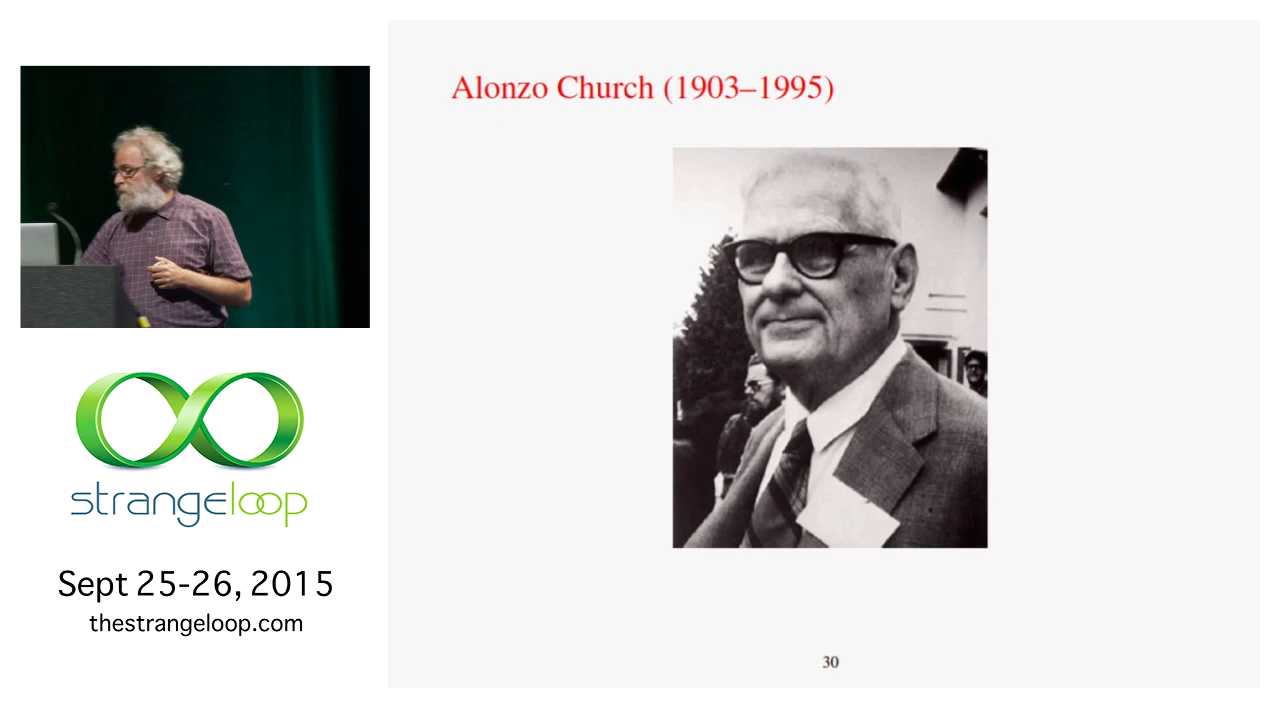 Alonzo Church (1903–1995)
strangeloop
Sept 25-26, 2015
thestrangeloop.com
30